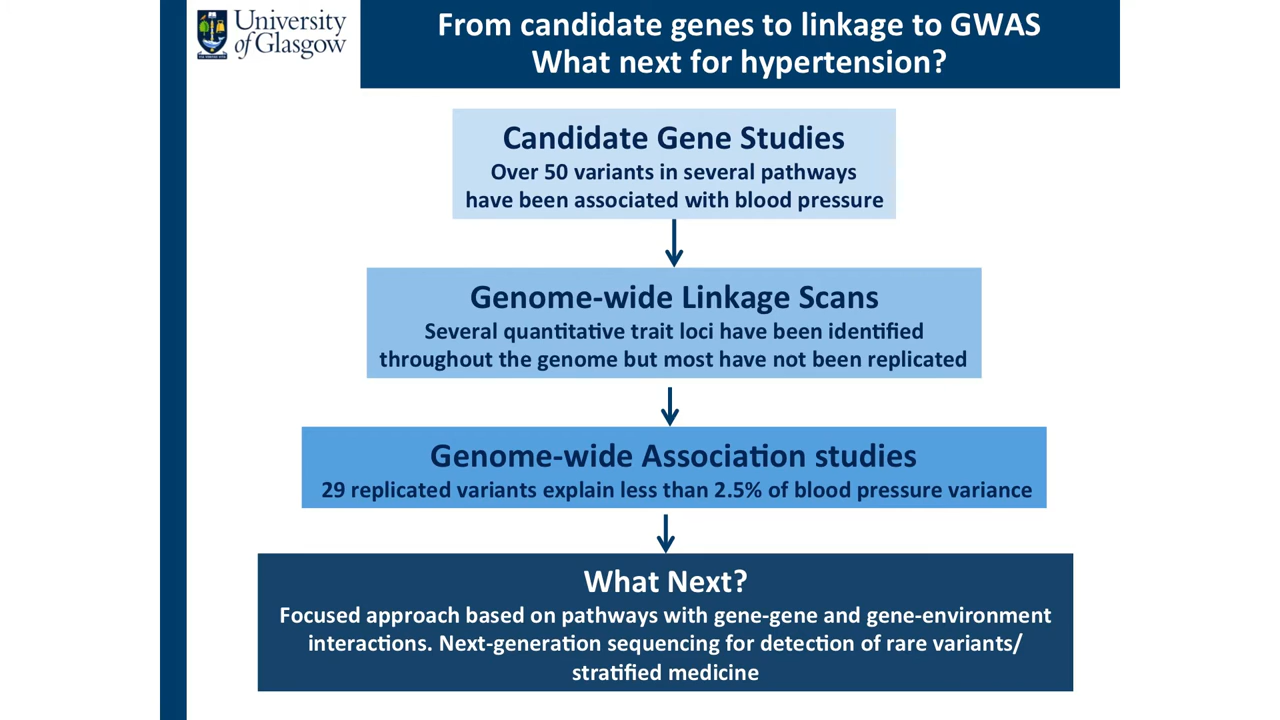 University
of Glasgow
From candidate genes to linkage to GWAS
What next for hypertension?
Candidate Gene Studies
Over 50 variants in several pathways
have been associated with blood pressure
Genome-wide Linkage Scans
Several quantitative trait loci have been identified
throughout the genome but most have not been replicated
Genome-wide Association studies
29 replicated variants explain less than 2.5% of blood pressure variance
What Next?
Focused approach based on pathways with gene-gene and gene-environment
interactions. Next-generation sequencing for detection of rare variants/
stratified medicine